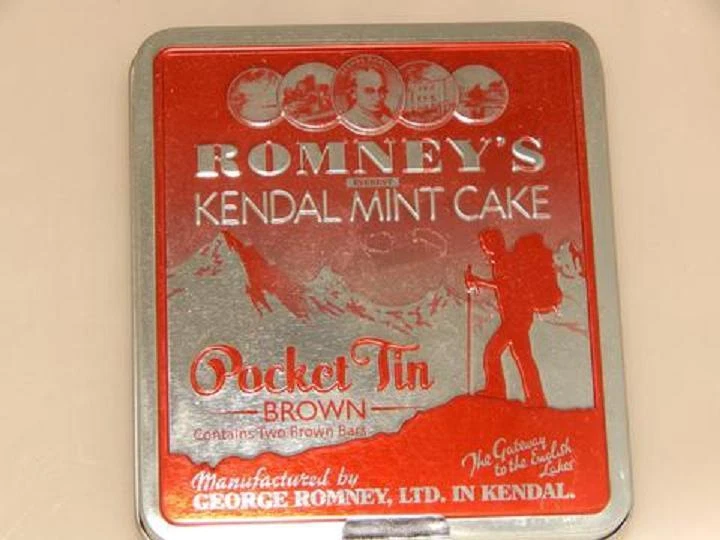 ROMNEY'S
EVEREST
KENDAL MINT CAKE
Pocket Tin
BROWN
Contains Two Brown Bars
The Gateway
to the English
Lakes
Manufactured by
GEORGE ROMNEY, LTD. IN KENDAL.